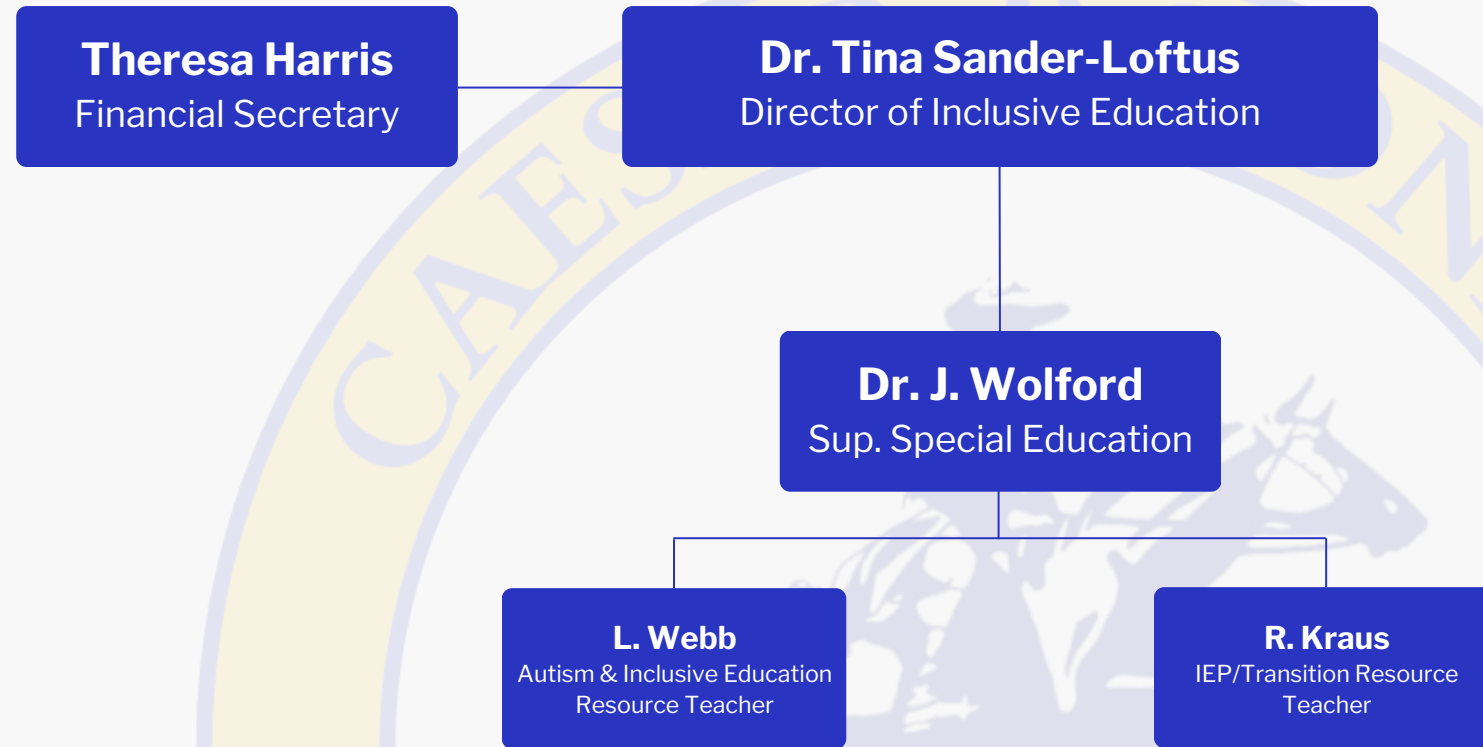 Theresa Harris
Financial Secretary
Dr. Tina Sander-Loftus
Director of Inclusive Education
Dr. J. Wolford
Sup. Special Education
L. Webb
Autism & Inclusive Education
Resource Teacher
R. Kraus
IEP/Transition Resource
Teacher